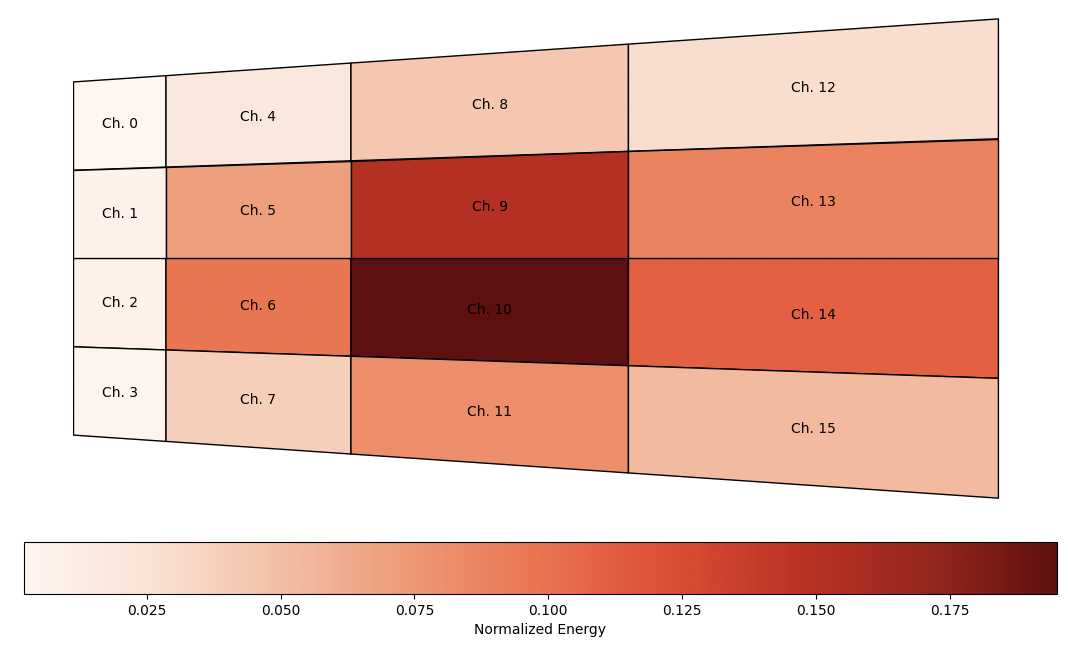 Ch. 0
Ch. 4
Ch. 8
Ch. 12
Ch. 1
Ch. 5
Ch. 9
Ch. 13
Ch. 2
Ch. 6
Ch. 10
Ch. 14
Ch. 3
Ch. 7
Ch. 11
Ch. 15
0.025 0.050 0.075 0.100 0.125 0.150 0.175
Normalized Energy